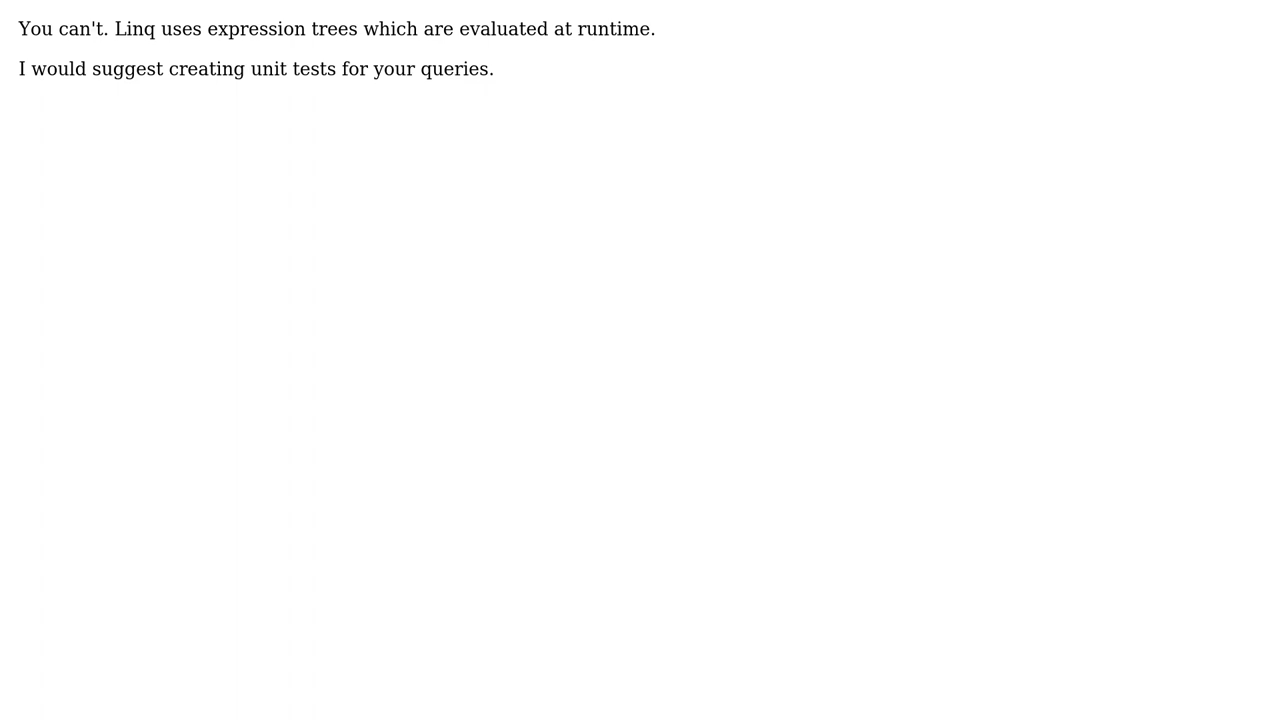 You can't. Linq uses expression trees which are evaluated at runtime.
I would suggest creating unit tests for your queries.